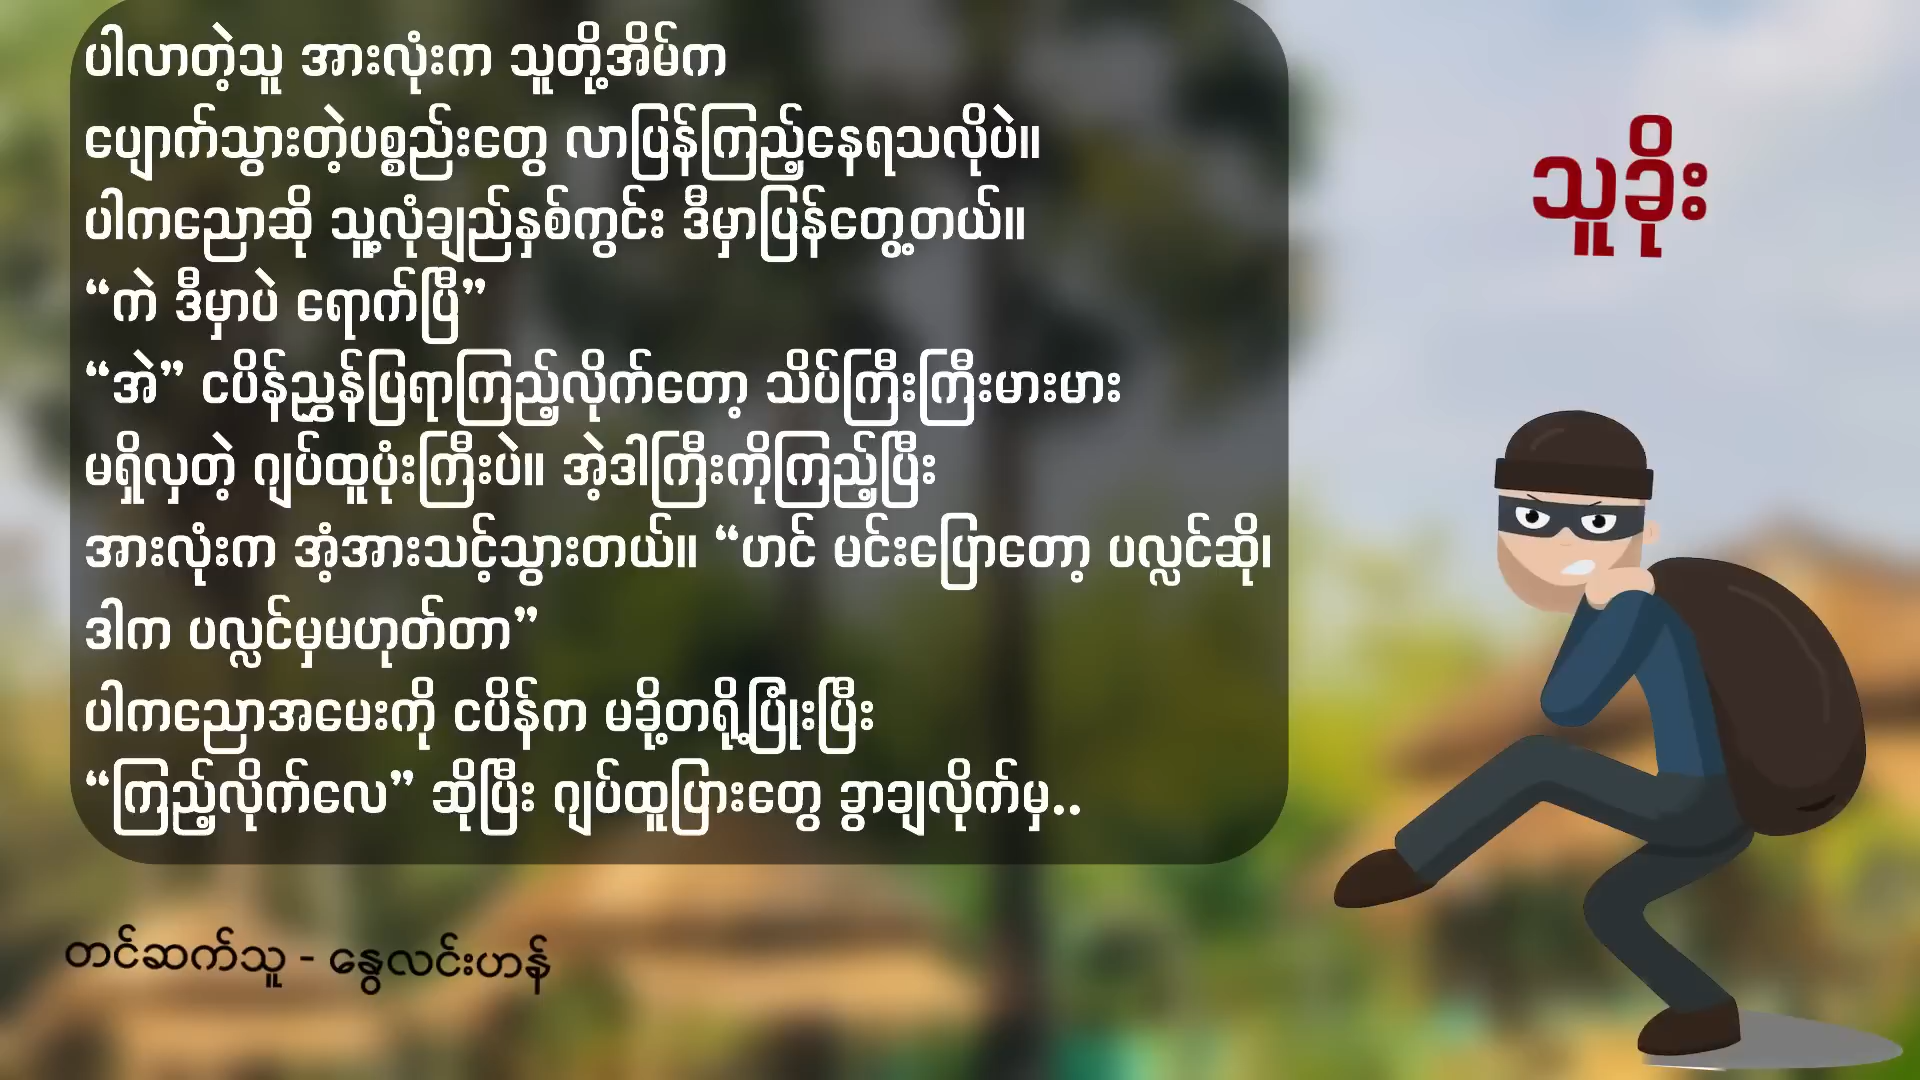 ပါလာတဲ့သူ အားလုံးက သူတို့အိမ်က
ပျောက်သွားတဲ့ပစ္စည်းတွေ လာပြန်ကြည့်နေရသလိုပဲ။
ပါကညောဆို သူ့လုံချည်နှစ်ကွင်း ဒီမှာပြန်တွေ့တယ်။
“ကဲ ဒီမှာပဲ ရောက်ပြီ”
“အဲ” ငပိန်ညွှန်ပြရာကြည့်လိုက်တော့ သိပ်ကြီးကြီးမားမား
မရှိလှတဲ့ ဂျပ်ထူပုံးကြီးပဲ။ အဲ့ဒါကြီးကိုကြည့်ပြီး
အားလုံးက အံ့အားသင့်သွားတယ်။ “ဟင် မင်းပြောတော့ ပလ္လင်ဆို၊
ဒါက ပလ္လင်မှမဟုတ်တာ”
ပါကညောအမေးကို ငပိန်က မခို့တရို့ပြုံးပြီး
“ကြည့်လိုက်လေ” ဆိုပြီး ဂျပ်ထူပြားတွေ ခွာချလိုက်မှ..
သူခိုး
တင်ဆက်သူ - နွေလင်းဟန်